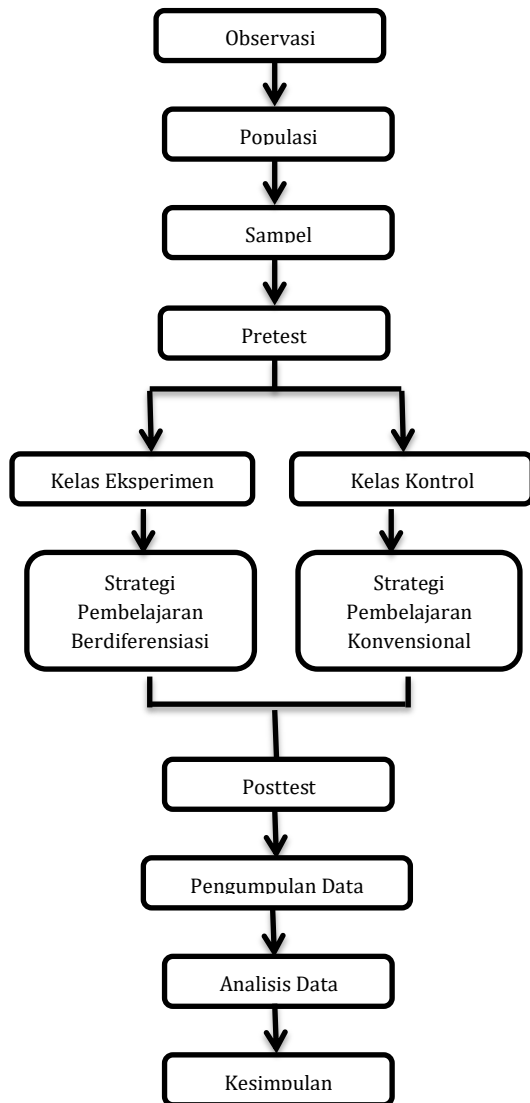 Observasi
Populasi
Sampel
Pretest
Kelas Eksperimen
Kelas Kontrol
Strategi
Pembelajaran
Berdiferensiasi
Strategi
Pembelajaran
Konvensional
Posttest
Pengumpulan Data
Analisis Data
Kesimpulan